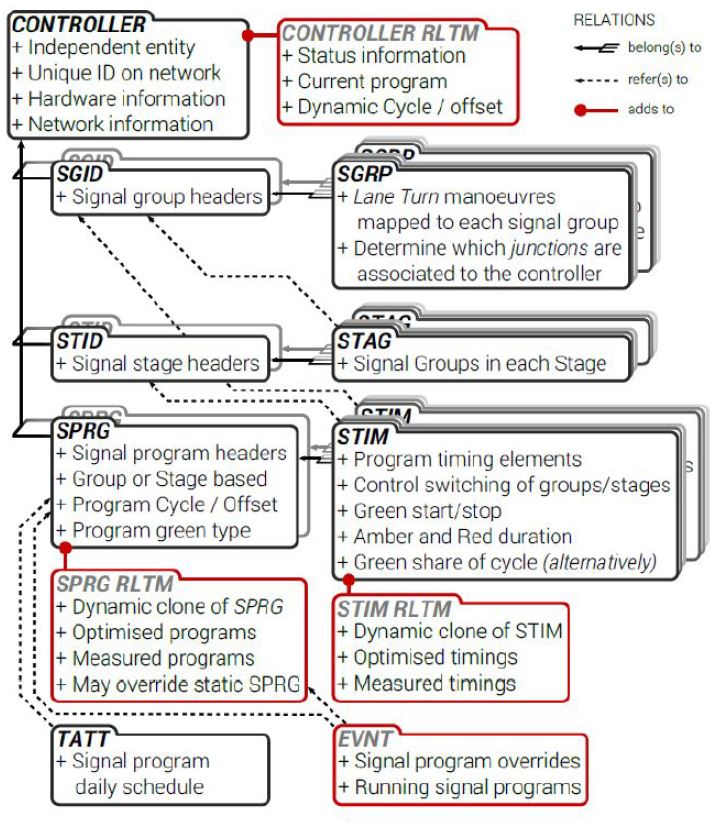 CONTROLLER
+ Independent entity
+ Unique ID on network
+ Hardware information
+ Network information
CONTROLLER RLTM
+ Status information
+ Current program
+ Dynamic Cycle / offset
RELATIONS
belong(s) to
refer(s) to
adds to
SGID
SGID
+ Signal group headers
SGRP
SGRP
+ Lane Turn manoeuvres
mapped to each signal group
+ Determine which junctions are
associated to the controller
STID
STID
+ Signal stage headers
STAG
STAG
+ Signal Groups in each Stage
SPRG
SPRG
+ Signal program headers
+ Group or Stage based
+ Program Cycle / Offset
+ Program green type
STIM
STIM
+ Program timing elements
+ Control switching of groups/stages
+ Green start/stop
+ Amber and Red duration
+ Green share of cycle (alternatively)
SPRG RLTM
+ Dynamic clone of SPRG
+ Optimised programs
+ Measured programs
+ May override static SPRG
STIM RLTM
+ Dynamic clone of STIM
+ Optimised timings
+ Measured timings
TATT
+ Signal program
daily schedule
EVNT
+ Signal program overrides
+ Running signal programs